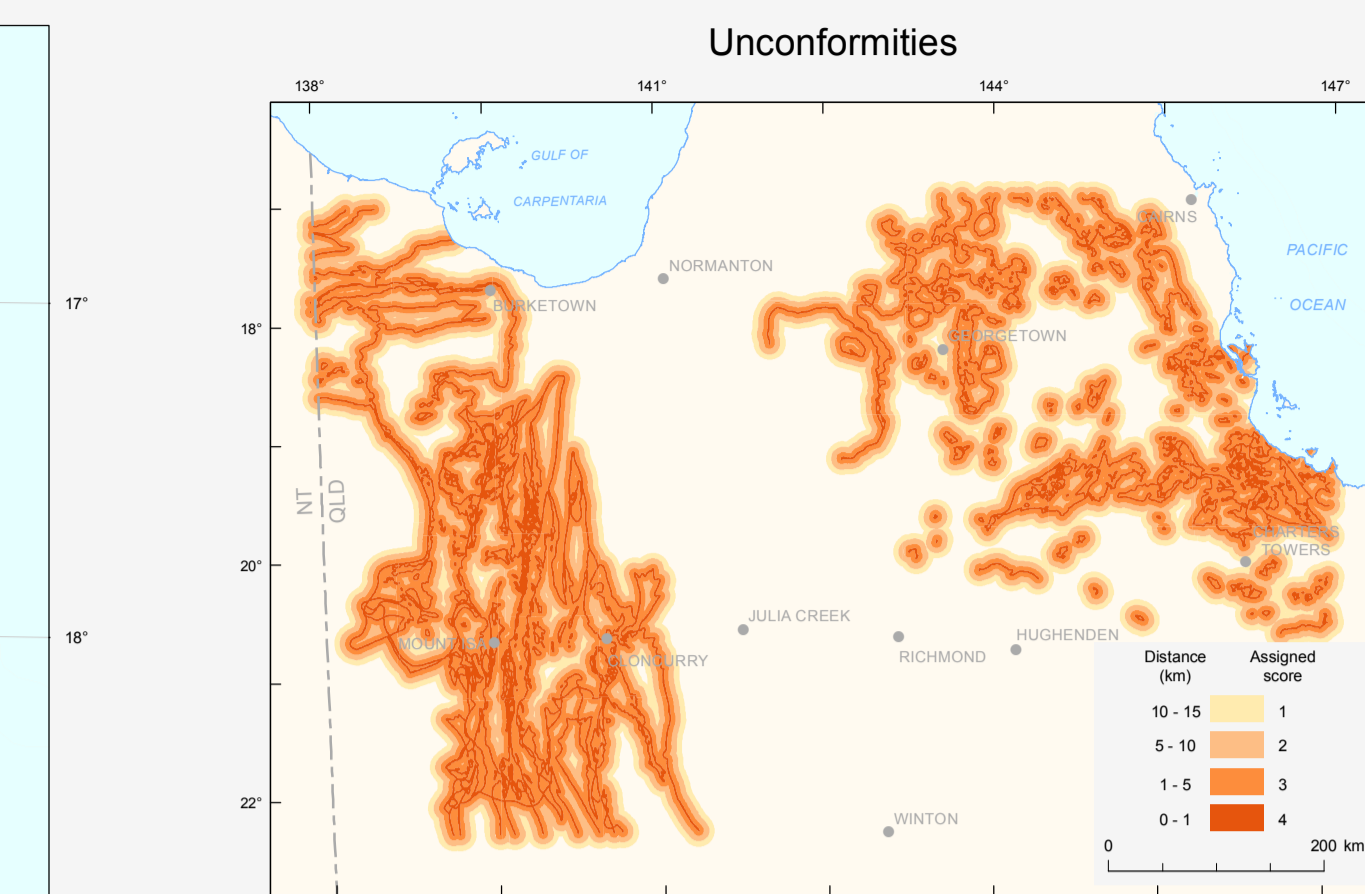 Unconformities
138°
141°
144°
147°
GULF OF
CARPENTARIA
CAIRNS
PACIFIC
OCEAN
NORMANTON
17°
BURKETOWN
18°
GEORGETOWN
NT
QLD
CHARTERS
TOWERS
20°
JULIA CREEK
18°
MOUNT ISA
HUGHENDEN
CLONCURRY
RICHMOND
Distance
(km)
Assigned
score
10 - 15
1
5 - 10
2
1 - 5
3
22°
WINTON
0 - 1
4
0
200 km